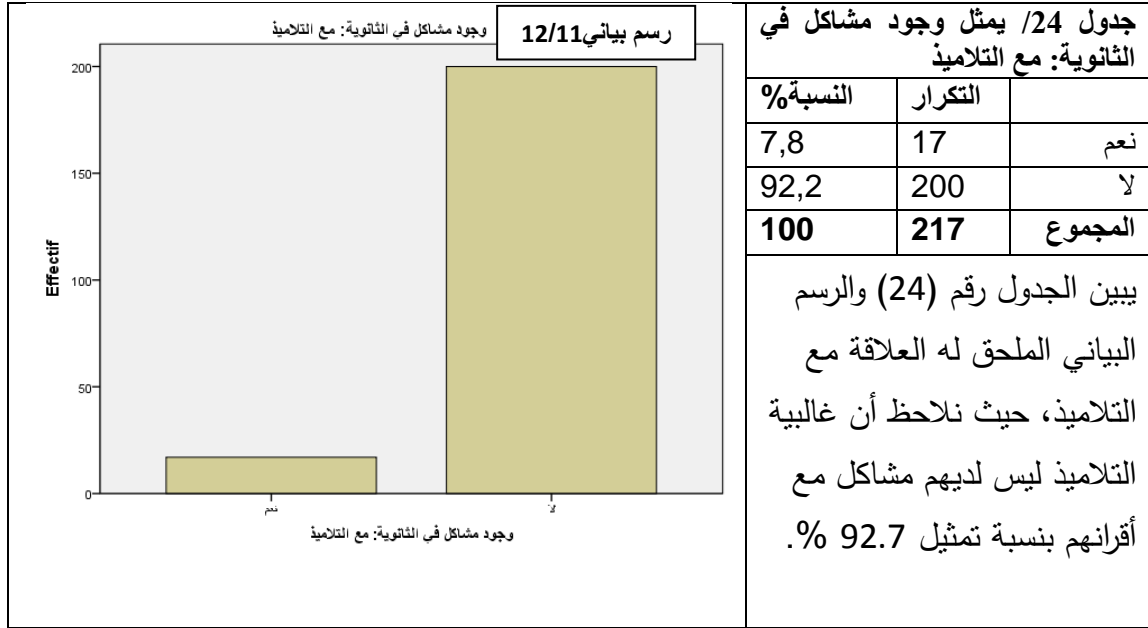 جدول 24/ يمثل وجود مشاكل في
الثانوية: مع التلاميذ
التكرار النسبة%
نعم 17 7,8
لا 200 92,2
المجموع 217 100
يبين الجدول رقم (24) والرسم
البياني الملحق له العلاقة مع
التلاميذ، حيث نلاحظ أن غالبية
التلاميذ ليس لديهم مشاكل مع
أقرانهم بنسبة تمثيل 92.7 %.
رسم بياني12/11
وجود مشاكل في الثانوية: مع التلاميذ
200
150
100
50
0
Effectif
نعم
لا
وجود مشاكل في الثانوية: مع التلاميذ